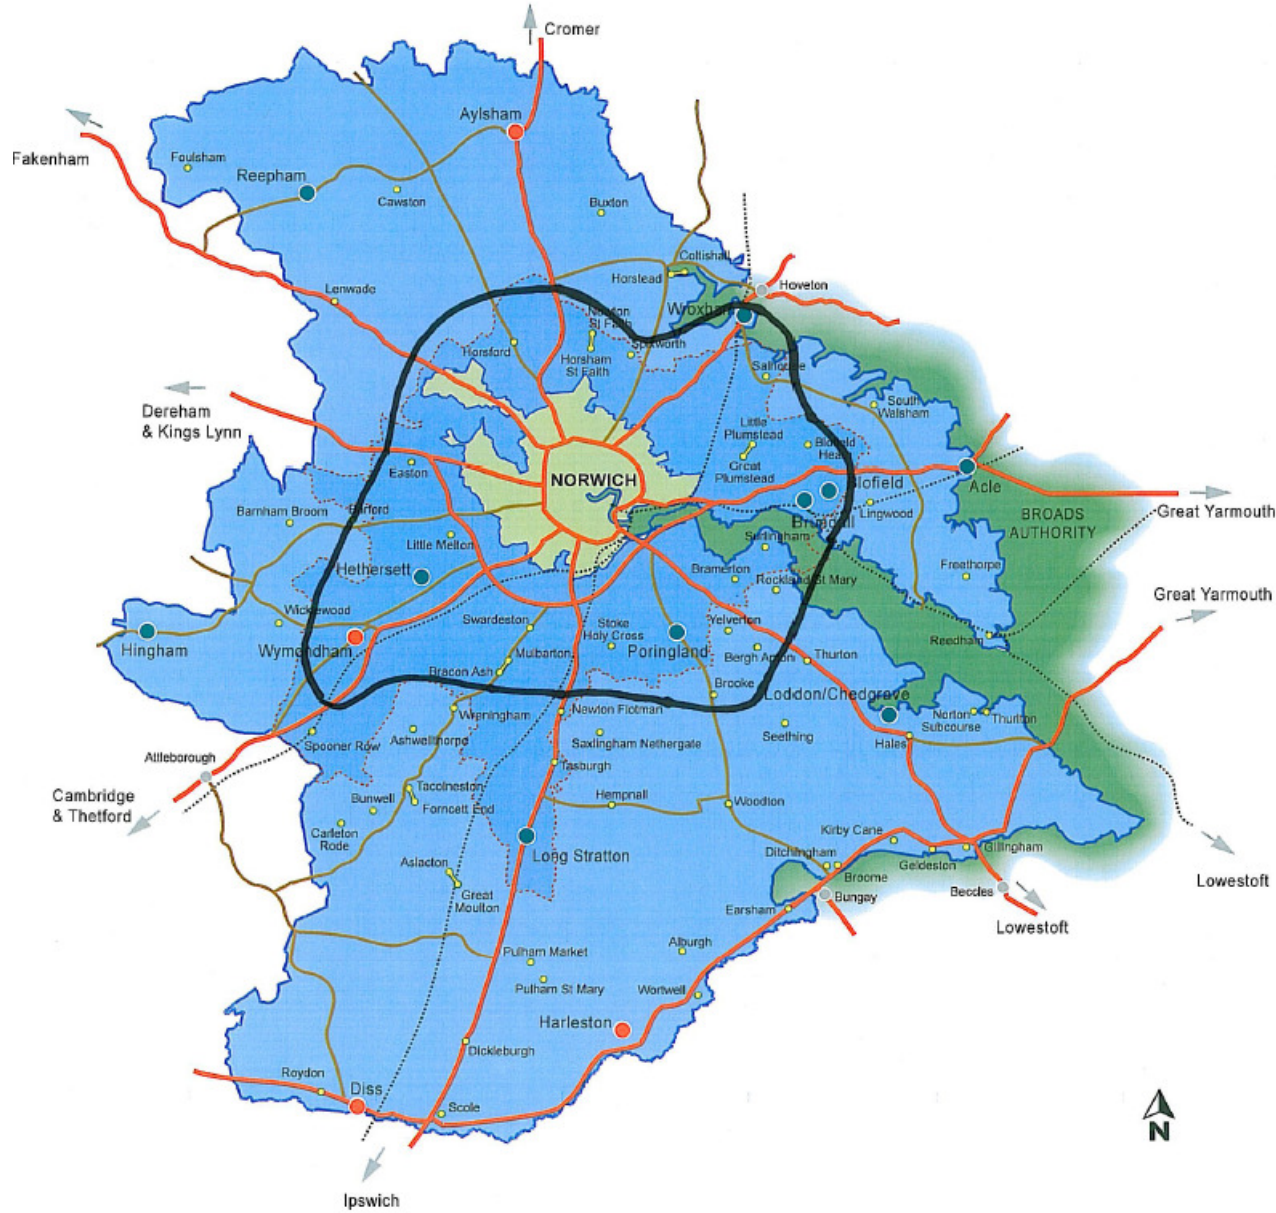 Cromer
Aylsham
Fakenham
Foulsham
Reepham
Cawston
Buxton
Coltishall
Horstead
Hoveton
Lenwade
Wroxham
Newton
St Faith
Spixworth
Horsford
Horsham
St Faith
Salhouse
Dereham
& Kings Lynn
South
Walsham
Little
Plumstead
Blofield
Heath
Great
Plumstead
Easton
NORWICH
Blofield
Acle
Great Yarmouth
Barnham Broom
Barford
Lingwood
BROADS
AUTHORITY
Brundall
Little Melton
Surlingham
Hethersett
Bramerton
Rockland St Mary
Freethorpe
Great Yarmouth
Wicklewood
Swardeston
Stoke
Holy Cross
Yelverton
Reedham
Hingham
Wymondham
Mulbarton
Poringland
Bergh Apton
Thurton
Bracon Ash
Brooke
Loddon/Chedgrave
Wreningham
Newton Flotman
Norton
Subcourse
Thurlton
Spooner Row
Ashwellthorpe
Saxlingham Nethergate
Seething
Hales
Attleborough
Tasburgh
Cambridge
& Thetford
Tacolneston
Bunwell
Forncett End
Hempnall
Woodton
Carleton
Rode
Kirby Cane
Long Stratton
Ditchingham
Gillingham
Geldeston
Aslacton
Broome
Lowestoft
Great
Moulton
Bungay
Beccles
Earsham
Lowestoft
Alburgh
Pulham Market
Pulham St Mary
Wortwell
Harleston
Dickleburgh
Roydon
Diss
Scole
N
Ipswich